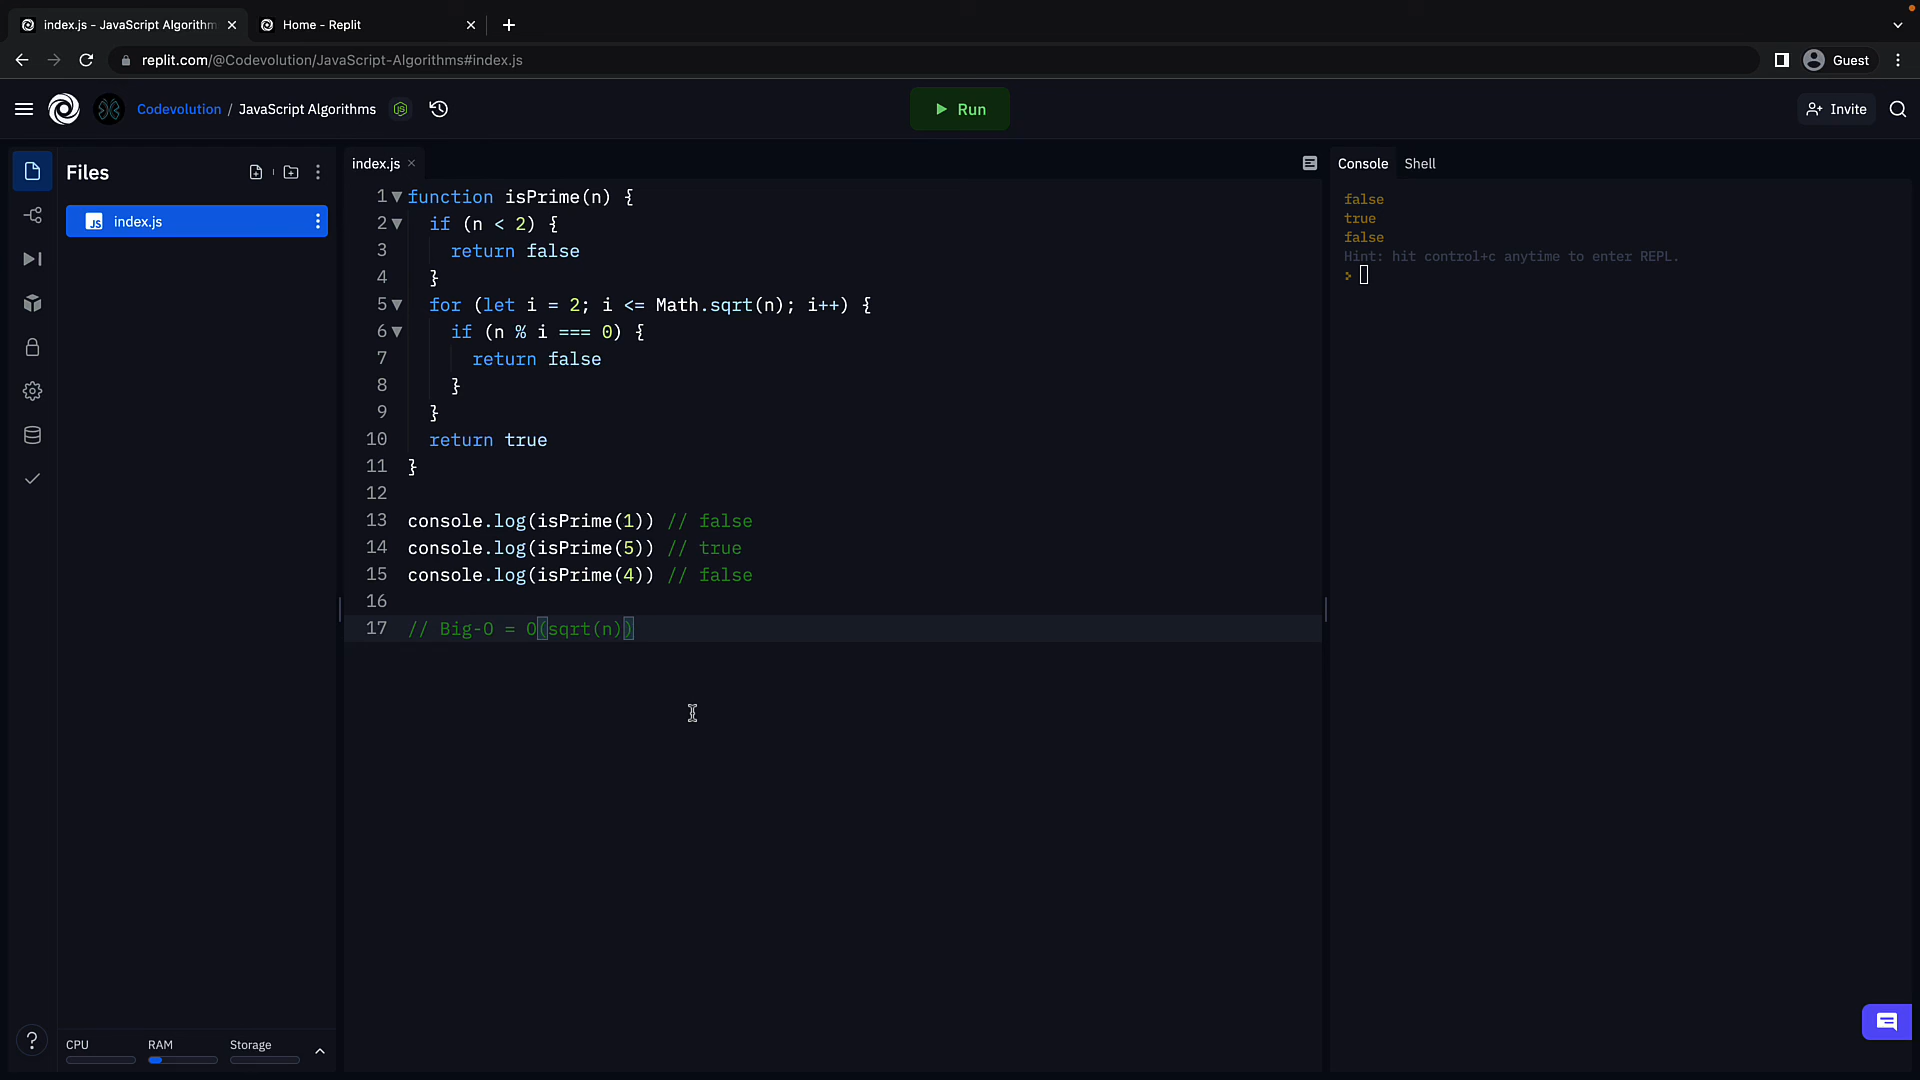 index.js - JavaScript Algorithm
Home - Replit
replit.com/@Codevolution/JavaScript-Algorithms#index.js
Guest
Codevolution / JavaScript Algorithms
Run
Invite
Files
index.js
index.js
1 function isPrime(n) {
2 if (n < 2) {
3 return false
4 }
5 for (let i = 2; i <= Math.sqrt(n); i++) {
6 if (n % i === 0) {
7 return false
8 }
9 }
10 return true
11 }
12
13 console.log(isPrime(1)) // false
14 console.log(isPrime(5)) // true
15 console.log(isPrime(4)) // false
16
17 // Big-O = O(sqrt(n))
Console Shell
false
true
false
Hint: hit control+c anytime to enter REPL.
>
CPU RAM Storage
?